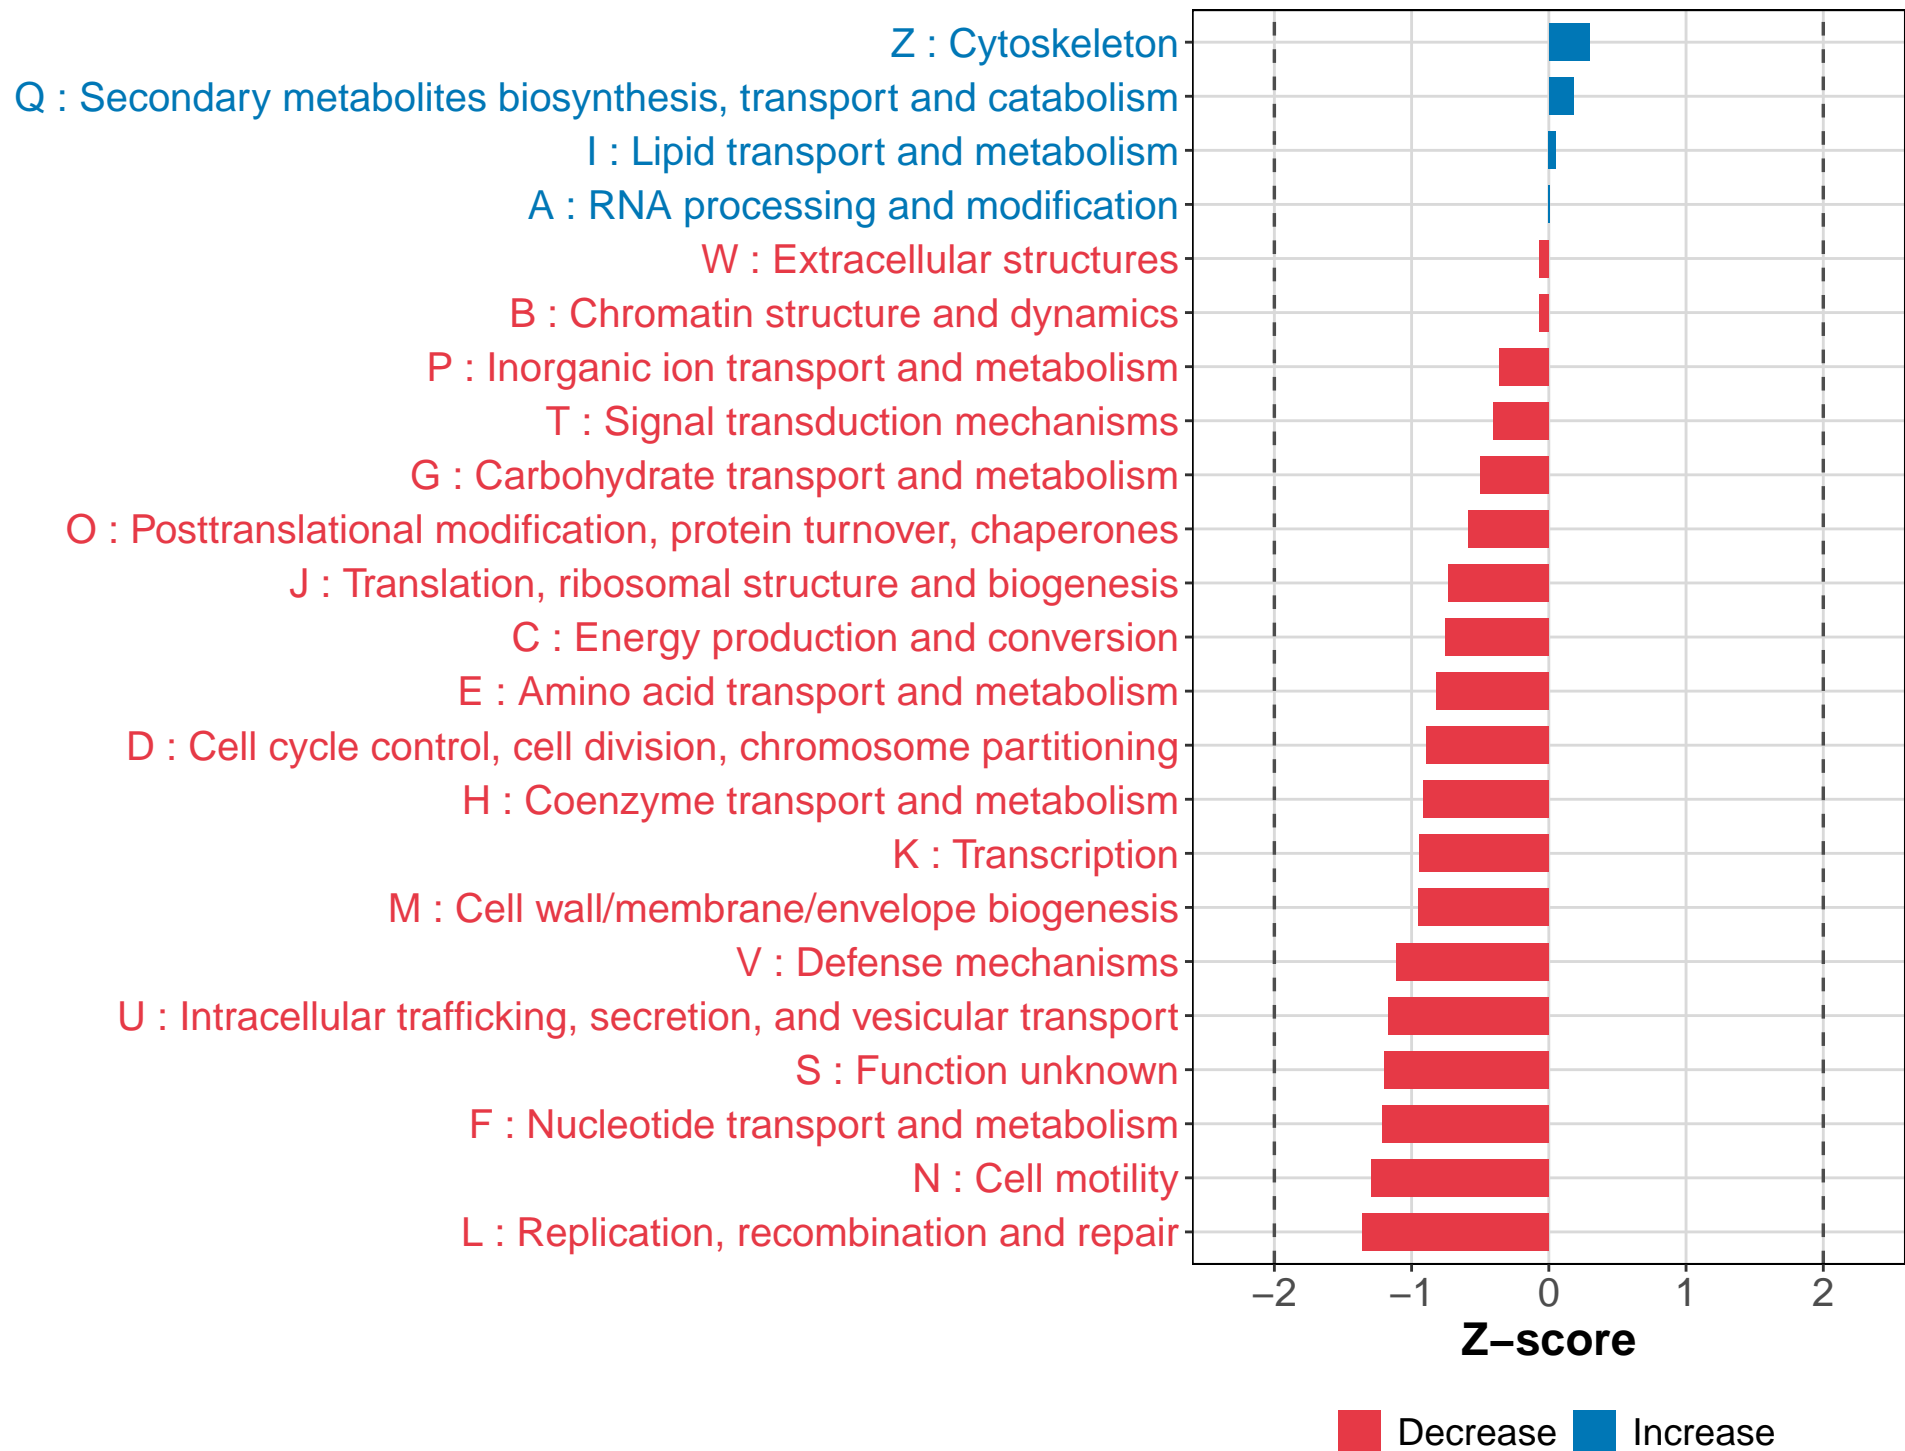 Z : Cytoskeleton
Q : Secondary metabolites biosynthesis, transport and catabolism
I : Lipid transport and metabolism
A : RNA processing and modification
W : Extracellular structures
B : Chromatin structure and dynamics
P : Inorganic ion transport and metabolism
T : Signal transduction mechanisms
G : Carbohydrate transport and metabolism
O : Posttranslational modification, protein turnover, chaperones
J : Translation, ribosomal structure and biogenesis
C : Energy production and conversion
E : Amino acid transport and metabolism
D : Cell cycle control, cell division, chromosome partitioning
H : Coenzyme transport and metabolism
K : Transcription
M : Cell wall/membrane/envelope biogenesis
V : Defense mechanisms
U : Intracellular trafficking, secretion, and vesicular transport
S : Function unknown
F : Nucleotide transport and metabolism
N : Cell motility
L : Replication, recombination and repair
−2 −1 0 1 2
Z−score
Decrease Increase